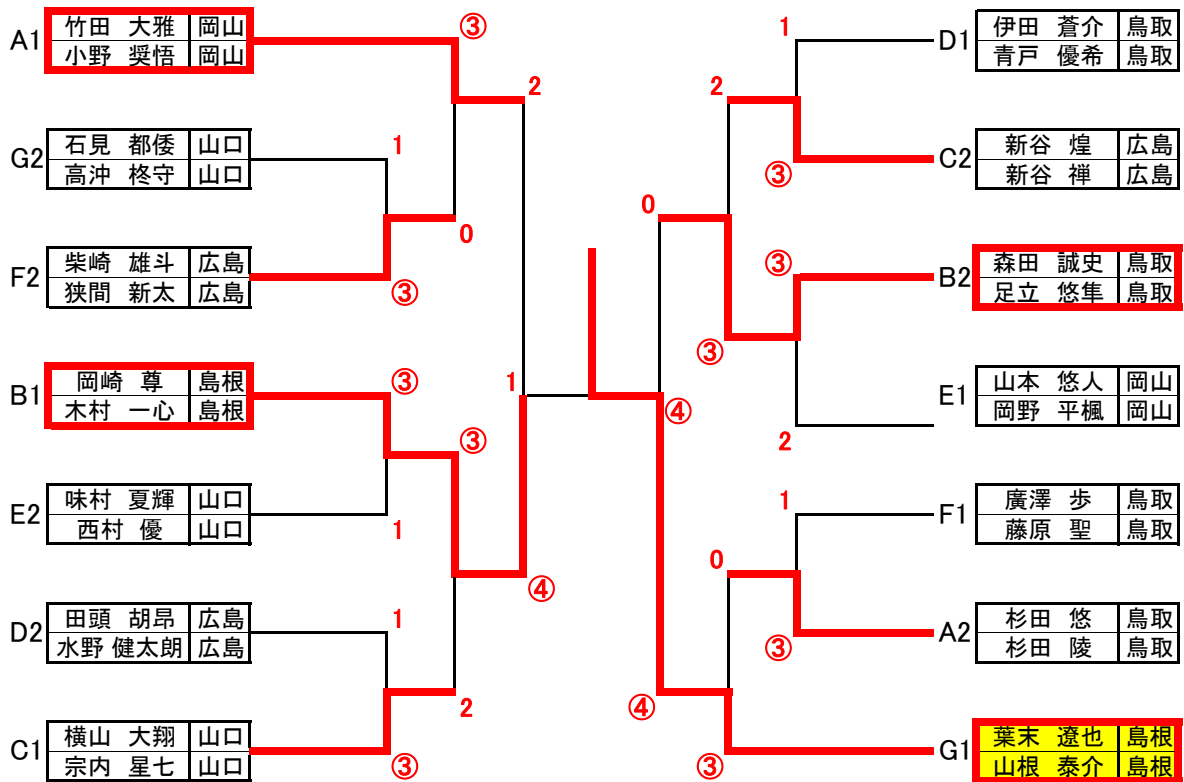 A1 竹田 大雅 岡山
小野 奨悟 岡山
③
2
G2 石見 都倭 山口
高沖 柊守 山口
1
0
F2 柴崎 雄斗 広島
狭間 新太 広島
③
B1 岡崎 尊 島根
木村 一心 島根
③
1
③
E2 味村 夏輝 山口
西村 優 山口
1
④
D2 田頭 胡昂 広島
水野 健太朗 広島
1
2
C1 横山 大翔 山口
宗内 星七 山口
③
1
D1 伊田 蒼介 鳥取
青戸 優希 鳥取
2
C2 新谷 煌 広島
新谷 禅 広島
③
0
③
B2 森田 誠史 鳥取
足立 悠隼 鳥取
③
④
E1 山本 悠人 岡山
岡野 平楓 岡山
2
1
F1 廣澤 歩 鳥取
藤原 聖 鳥取
0
A2 杉田 悠 鳥取
杉田 陵 鳥取
③
④
③
G1 葉末 遼也 島根
山根 泰介 島根